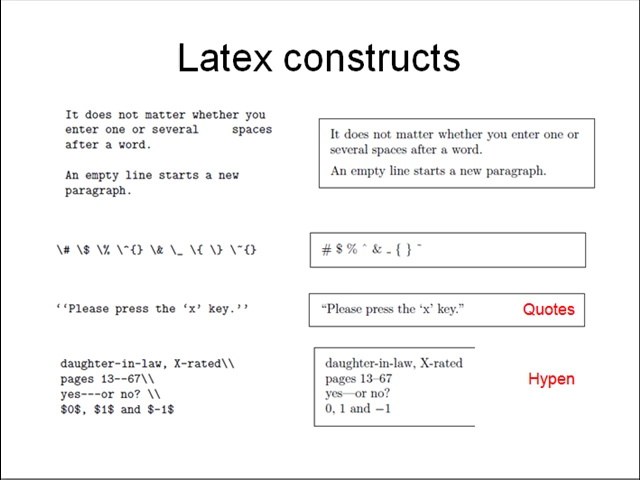 Latex constructs
It does not matter whether you
enter one or several     spaces
after a word.
An empty line starts a new
paragraph.
It does not matter whether you enter one or
several spaces after a word.
An empty line starts a new paragraph.
\# \$ \% \^{} \& \_ \{ \} \~{}
# $ % ^ & _ { } ~
‘‘Please press the ‘x’ key.’’
“Please press the ‘x’ key.”
Quotes
daughter-in-law, X-rated\\
pages 13--67\\
yes---or no? \\
$0$, $1$ and $-1$
daughter-in-law, X-rated
pages 13–67
yes—or no?
0, 1 and −1
Hypen